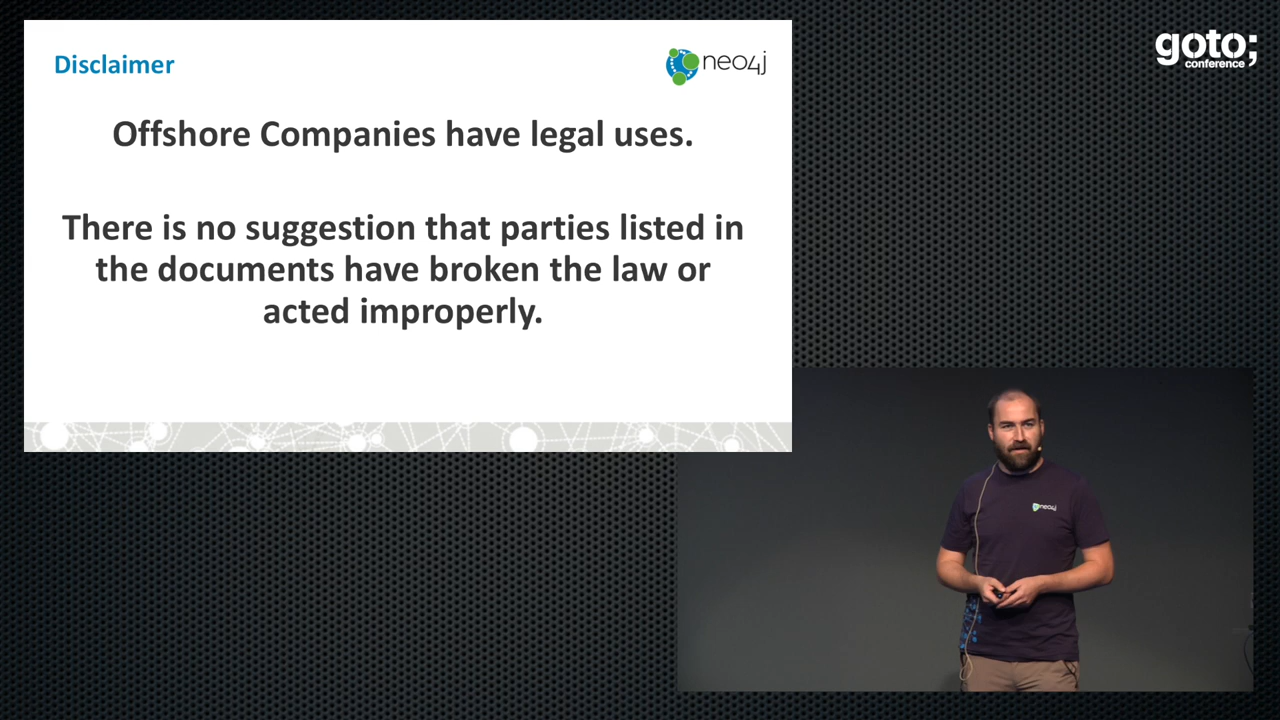 Disclaimer
neo4j
goto;
conference
Offshore Companies have legal uses.
There is no suggestion that parties listed in
the documents have broken the law or
acted improperly.
neo4j